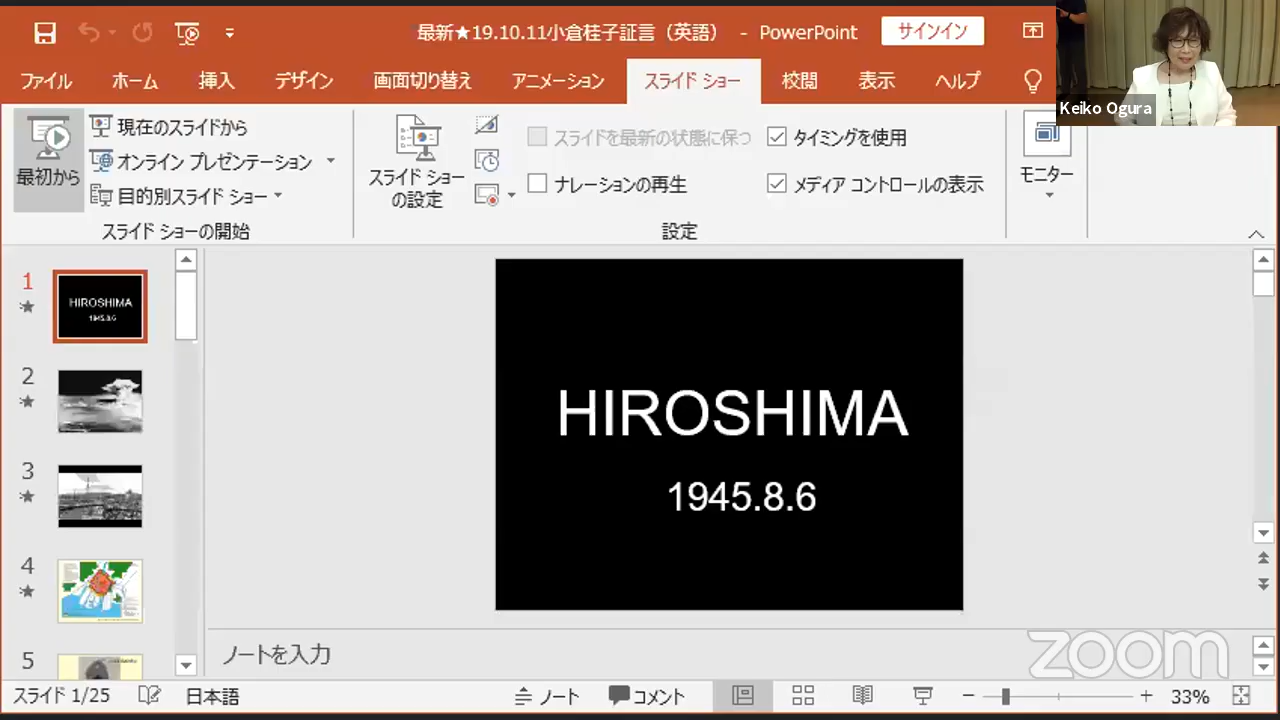 最新★19.10.11小倉桂子証言（英語） - PowerPoint
サインイン
ファイル ホーム 挿入 デザイン 画面切り替え アニメーション スライド ショー 校閲 表示 ヘルプ
Keiko Ogura
最初から
現在のスライドから
オンライン プレゼンテーション
目的別スライド ショー
スライド ショーの開始
スライド ショー
の設定
スライドを最新の状態に保つ
ナレーションの再生
タイミングを使用
メディア コントロールの表示
設定
モニター
1
HIROSHIMA
1945.8.6
2
3
4
5
HIROSHIMA
1945.8.6
ノートを入力
zoom
スライド 1/25 日本語 ノート コメント 33%